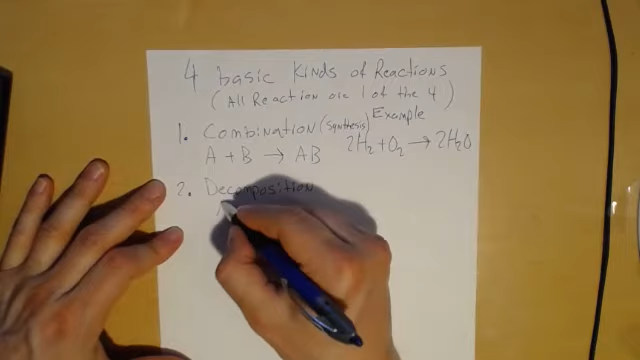 4 basic Kinds of Reactions
(All Reaction are 1 of the 4)
1. Combination (Synthesis) Example
A + B → AB 2H₂ + O₂ → 2H₂O
2. Decomposition